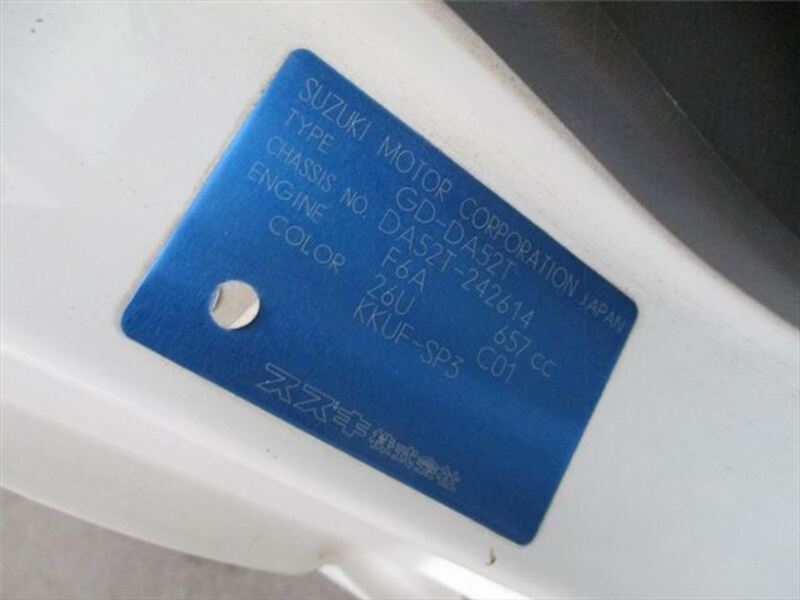 SUZUKI MOTOR CORPORATION JAPAN
TYPE GD-DA52T
CHASSIS NO. DA52T-242614
ENGINE F6A 657 CC
COLOR 26U C01
KKUF-SP3
スズキ株式会社